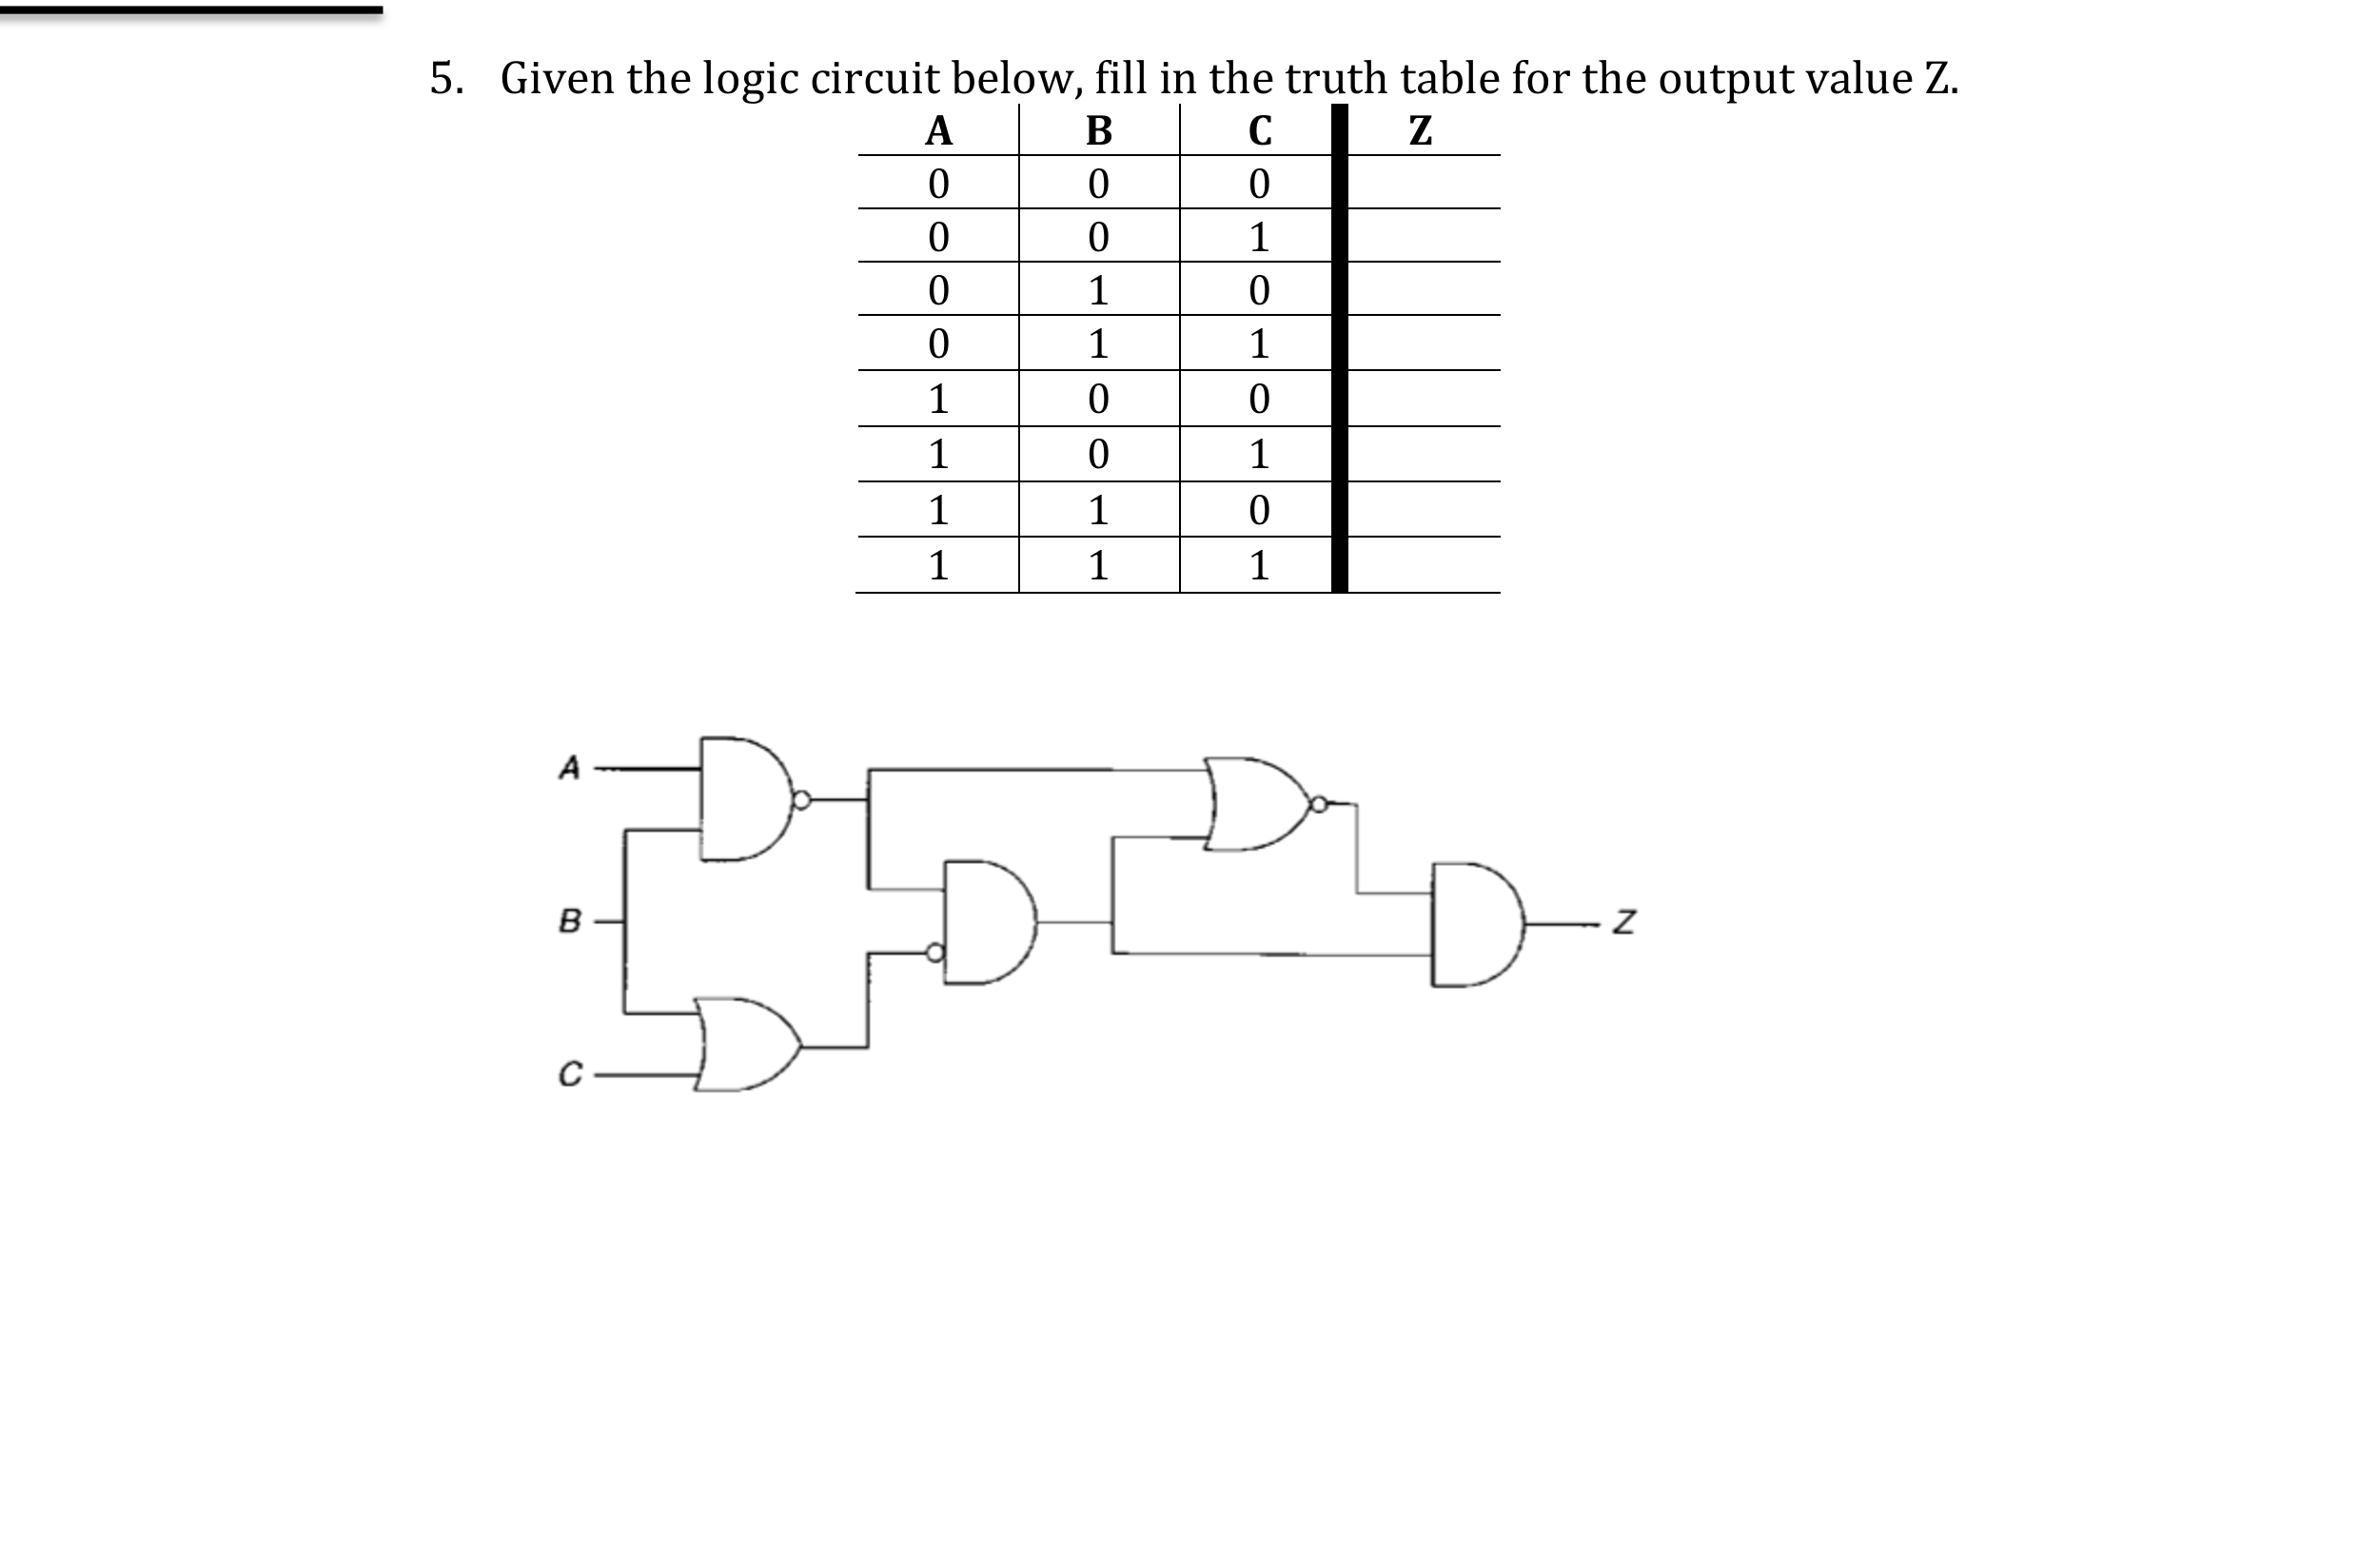 5. Given the logic circuit below, fill in the truth table for the output value Z.
A B C Z
0 0 0
0 0 1
0 1 0
0 1 1
1 0 0
1 0 1
1 1 0
1 1 1
A
B
Z
C